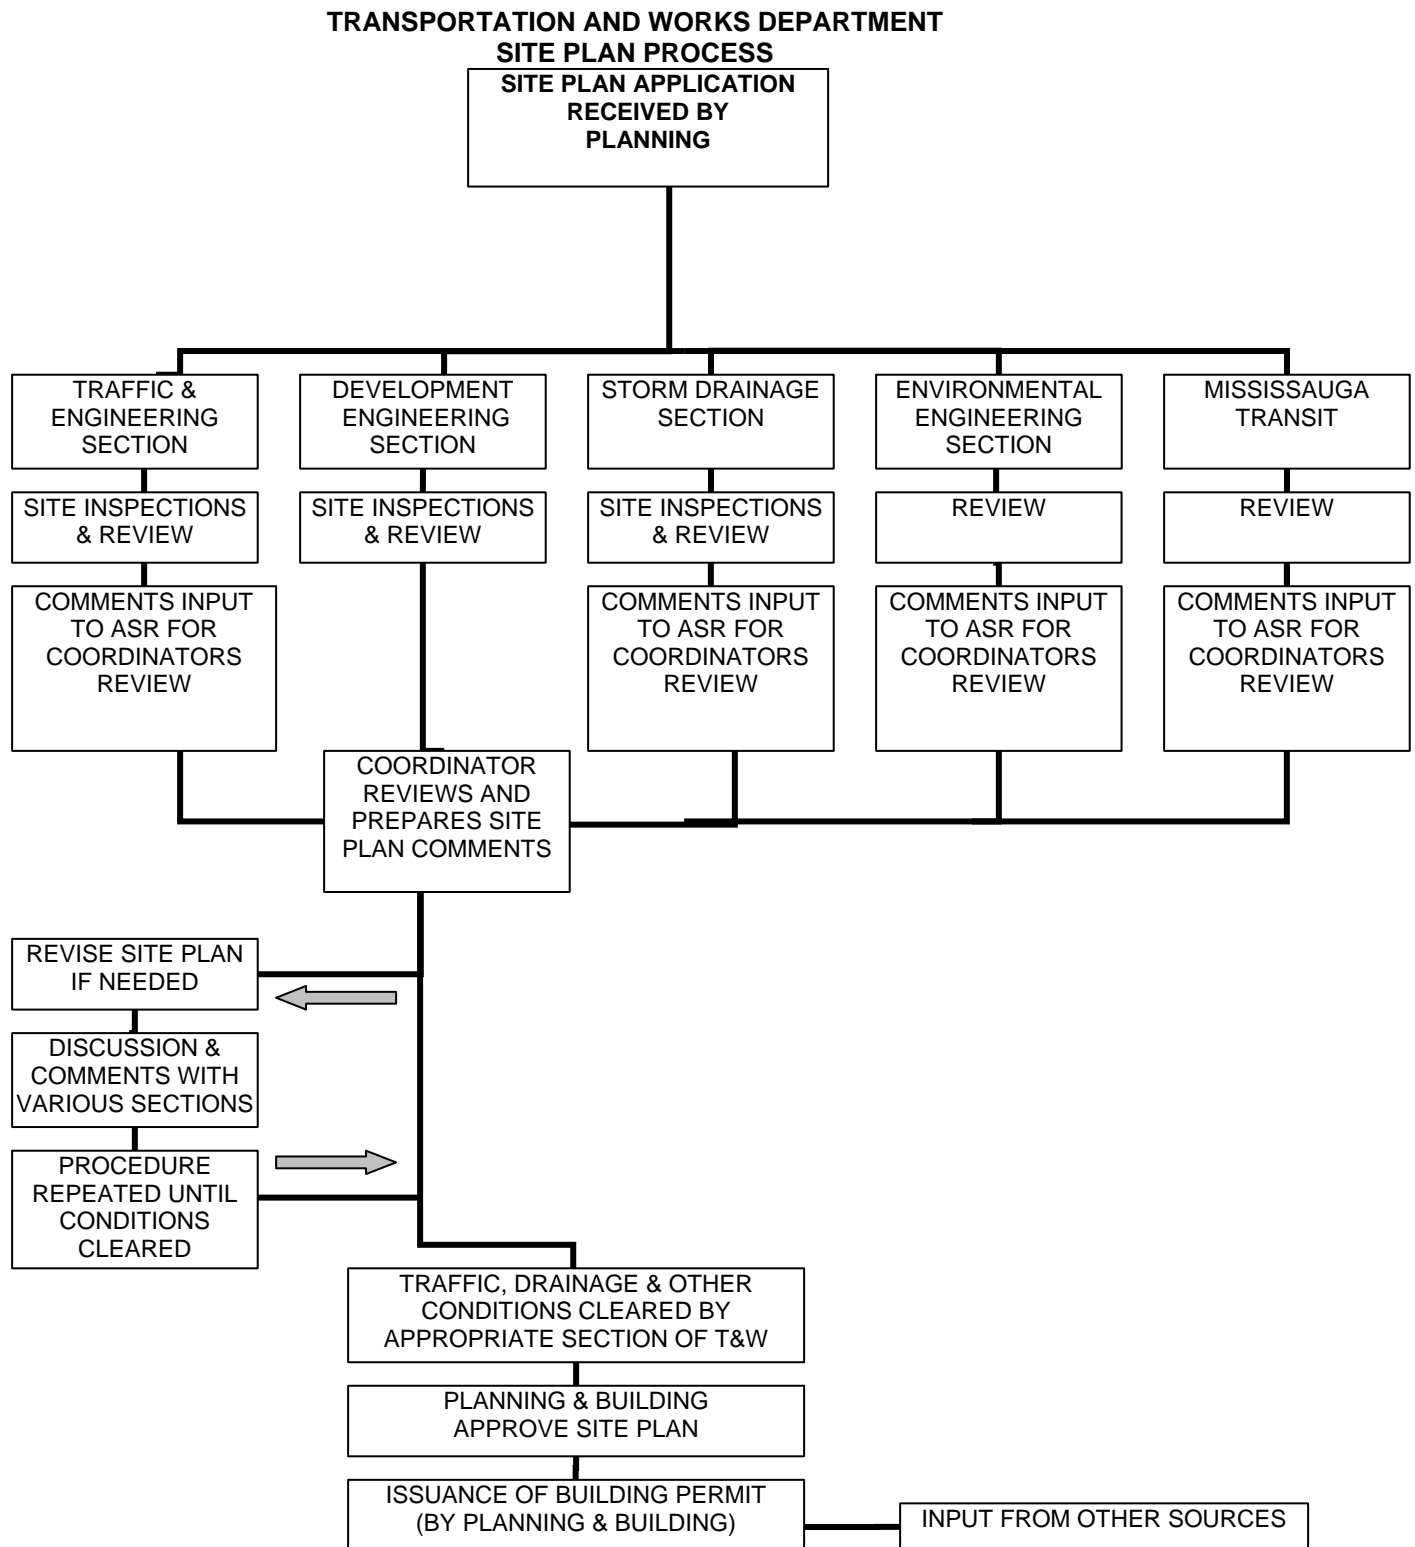 TRANSPORTATION AND WORKS DEPARTMENT
SITE PLAN PROCESS
SITE PLAN APPLICATION
RECEIVED BY
PLANNING
TRAFFIC &
ENGINEERING
SECTION
DEVELOPMENT
ENGINEERING
SECTION
STORM DRAINAGE
SECTION
ENVIRONMENTAL
ENGINEERING
SECTION
MISSISSAUGA
TRANSIT
SITE INSPECTIONS
& REVIEW
SITE INSPECTIONS
& REVIEW
SITE INSPECTIONS
& REVIEW
REVIEW
REVIEW
COMMENTS INPUT
TO ASR FOR
COORDINATORS
REVIEW
COMMENTS INPUT
TO ASR FOR
COORDINATORS
REVIEW
COMMENTS INPUT
TO ASR FOR
COORDINATORS
REVIEW
COMMENTS INPUT
TO ASR FOR
COORDINATORS
REVIEW
COORDINATOR
REVIEWS AND
PREPARES SITE
PLAN COMMENTS
REVISE SITE PLAN
IF NEEDED
DISCUSSION &
COMMENTS WITH
VARIOUS SECTIONS
PROCEDURE
REPEATED UNTIL
CONDITIONS
CLEARED
TRAFFIC, DRAINAGE & OTHER
CONDITIONS CLEARED BY
APPROPRIATE SECTION OF T&W
PLANNING & BUILDING
APPROVE SITE PLAN
ISSUANCE OF BUILDING PERMIT
(BY PLANNING & BUILDING)
INPUT FROM OTHER SOURCES